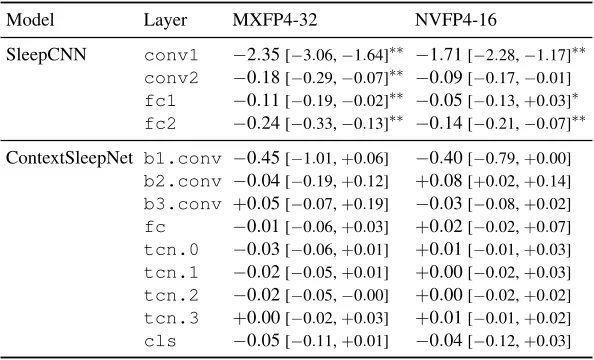 Model Layer MXFP4-32 NVFP4-16
SleepCNN conv1 −2.35 [−3.06, −1.64]** −1.71 [−2.28, −1.17]**
conv2 −0.18 [−0.29, −0.07]** −0.09 [−0.17, −0.01]
fc1 −0.11 [−0.19, −0.02]** −0.05 [−0.13, +0.03]*
fc2 −0.24 [−0.33, −0.13]** −0.14 [−0.21, −0.07]**
ContextSleepNet b1.conv −0.45 [−1.01, +0.06] −0.40 [−0.79, +0.00]
b2.conv −0.04 [−0.19, +0.12] +0.08 [+0.02, +0.14]
b3.conv +0.05 [−0.07, +0.19] −0.03 [−0.08, +0.02]
fc −0.01 [−0.06, +0.03] +0.02 [−0.02, +0.07]
tcn.0 −0.03 [−0.06, +0.01] +0.01 [−0.01, +0.03]
tcn.1 −0.02 [−0.05, +0.01] +0.00 [−0.02, +0.03]
tcn.2 −0.02 [−0.05, −0.00] +0.00 [−0.02, +0.02]
tcn.3 +0.00 [−0.02, +0.03] +0.01 [−0.01, +0.02]
cls −0.05 [−0.11, +0.01] −0.04 [−0.12, +0.03]